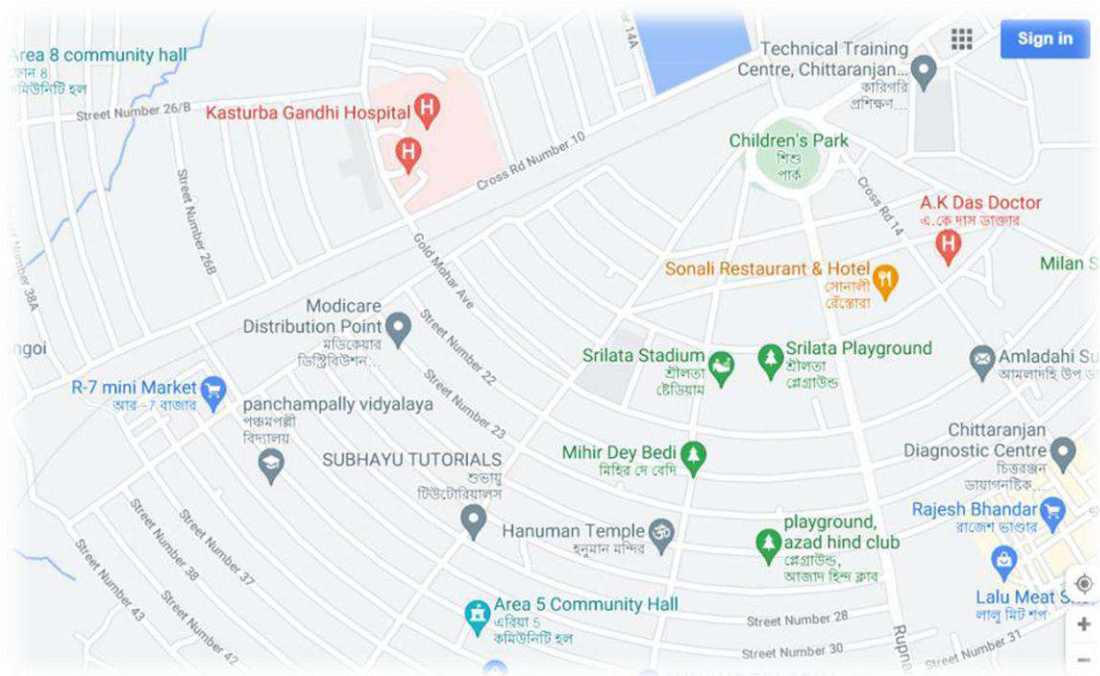 Area 8 community hall
ফোন 8
কমিউনিটি হল
Street Number 26/B
Kasturba Gandhi Hospital
H
H
Cross Rd Number 10
14A
Technical Training
Centre, Chittaranjan...
কারিগরি
প্রশিক্ষণ...
Sign in
Children's Park
শিশু
পার্ক
Cross Rd 14
A.K Das Doctor
এ.কে দাস ডাক্তার
H
Milan S
Street Number 26B
Number 38A
Gold Mohar Ave
Sonali Restaurant & Hotel
সোনালী
রেঁস্তোরা
Modicare
Distribution Point
মডিকেয়ার
ডিস্ট্রিবিউশন...
ngoi
Street Number 22
Street Number 23
Srilata Stadium
শ্রীলতা
ষ্টেডিয়াম
Srilata Playground
শ্রীলতা
প্লেগ্রাউন্ড
Amladahi Su
আমলাদহি উপ ডা
R-7 mini Market
আর -7 বাজার
panchampally vidyalaya
পঞ্চমপল্লী
বিদ্যালয়
SUBHAYU TUTORIALS
শুভায়ু
টিউটোরিয়ালস
Mihir Dey Bedi
মিহির দে বেদি
Chittaranjan
Diagnostic Centre
চিত্তরঞ্জন
ডায়াগনষ্টিক...
Rajesh Bhandar
রাজেশ ভাণ্ডার
Hanuman Temple
হনুমান মন্দির
playground,
azad hind club
প্লেগ্রাউন্ড,
আজাদ হিন্দ ক্লাব
Lalu Meat
লালু মিট শপ
Street Number 37
Street Number 38
Street Number 43
Street Number 42
Area 5 Community Hall
এরিয়া 5
কমিউনিটি হল
Street Number 28
Street Number 30
Street Number 31
Rupna